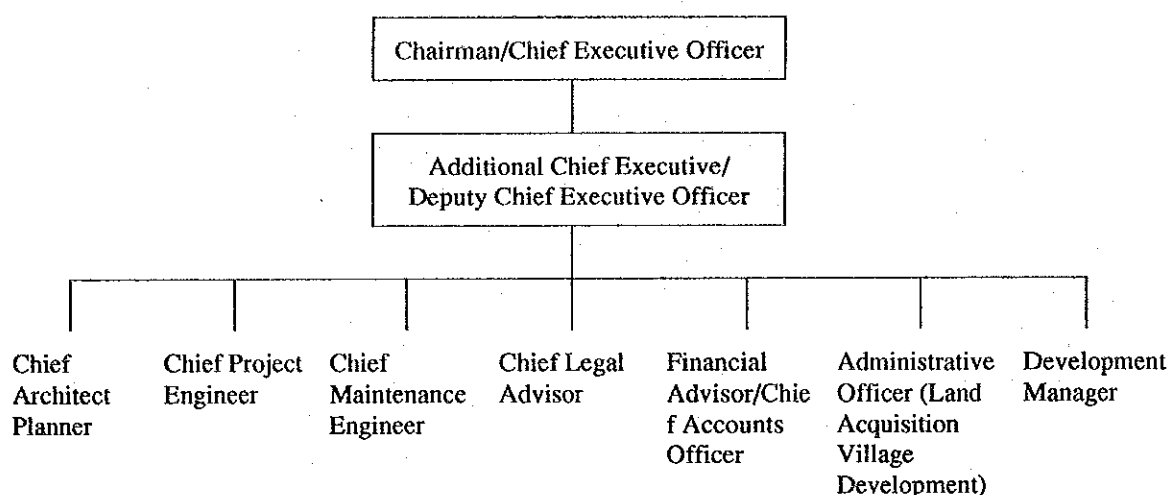 Chairman/Chief Executive Officer
Additional Chief Executive/
Deputy Chief Executive Officer
Chief
Architect
Planner
Chief Project
Engineer
Chief
Maintenance
Engineer
Chief Legal
Advisor
Financial
Advisor/Chie
f Accounts
Officer
Administrative
Officer (Land
Acquisition
Village
Development)
Development
Manager